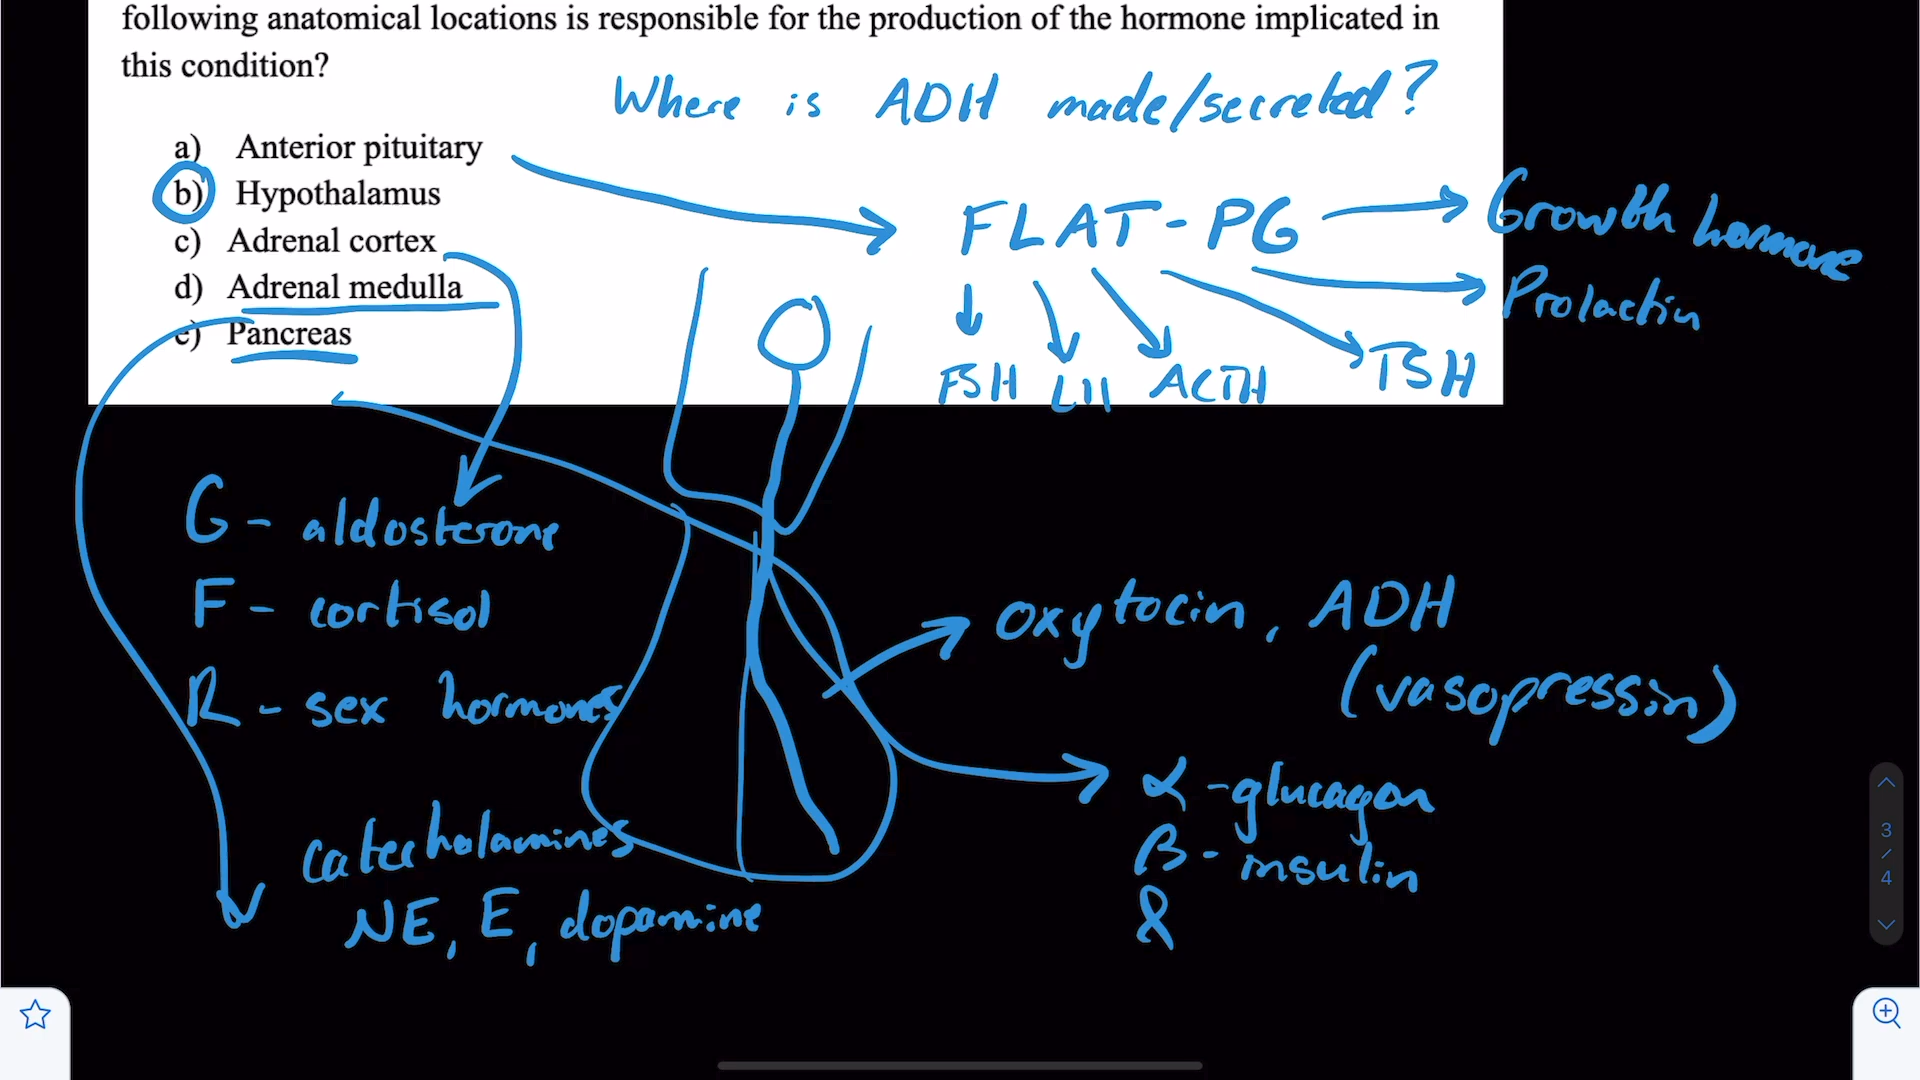 following anatomical locations is responsible for the production of the hormone implicated in
this condition?
Where is ADH made/secreted?
a) Anterior pituitary
b) Hypothalamus
c) Adrenal cortex
d) Adrenal medulla
e) Pancreas
FLAT-PG
Growth hormone
Prolactin
FSH LH ACTH TSH
G - aldosterone
F - cortisol
R - sex hormones
catecholamines
NE, E, dopamine
oxytocin, ADH
(vasopressin)
α - glucagon
β - insulin
3
/
4